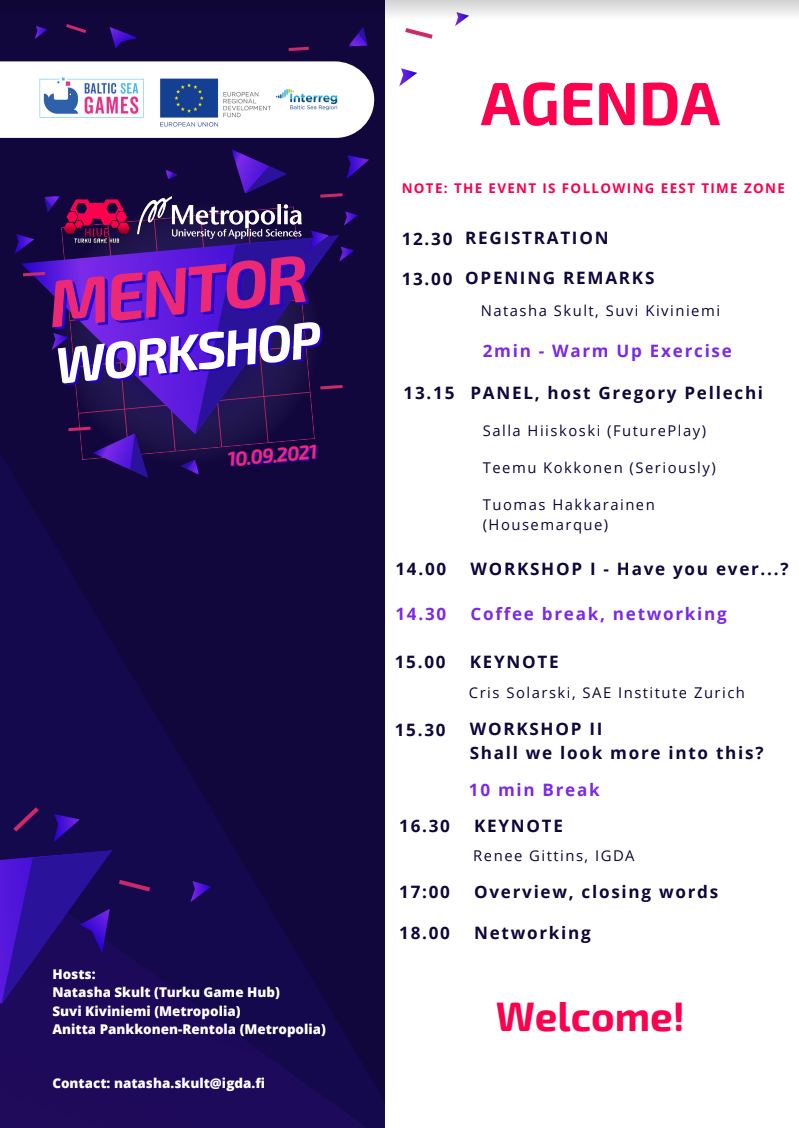 BALTIC SEA
GAMES
EUROPEAN UNION
EUROPEAN
REGIONAL
DEVELOPMENT
FUND
Interreg
Baltic Sea Region
HIVE
TURKU GAME HUB
Metropolia
University of Applied Sciences
MENTOR
WORKSHOP
10.09.2021
Hosts:
Natasha Skult (Turku Game Hub)
Suvi Kiviniemi (Metropolia)
Anitta Pankkonen-Rentola (Metropolia)
Contact: natasha.skult@igda.fi
AGENDA
NOTE: THE EVENT IS FOLLOWING EEST TIME ZONE
12.30 REGISTRATION
13.00 OPENING REMARKS
Natasha Skult, Suvi Kiviniemi
2min - Warm Up Exercise
13.15 PANEL, host Gregory Pellechi
Salla Hiiskoski (FuturePlay)
Teemu Kokkonen (Seriously)
Tuomas Hakkarainen
(Housemarque)
14.00 WORKSHOP I - Have you ever...?
14.30 Coffee break, networking
15.00 KEYNOTE
Cris Solarski, SAE Institute Zurich
15.30 WORKSHOP II
Shall we look more into this?
10 min Break
16.30 KEYNOTE
Renee Gittins, IGDA
17:00 Overview, closing words
18.00 Networking
Welcome!